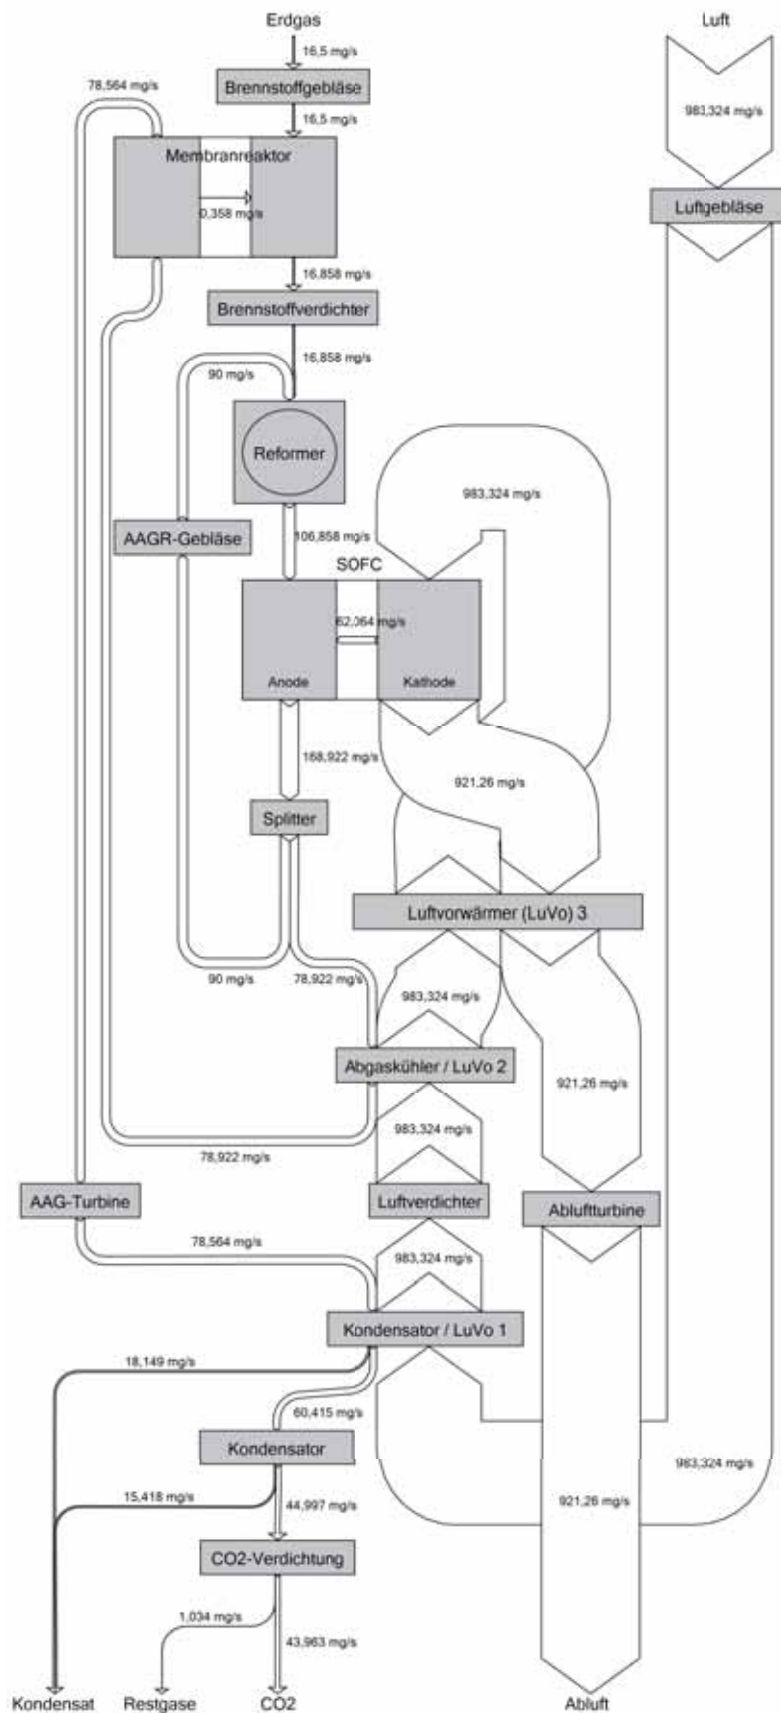 Erdgas
Luft
16,5 mg/s
78,564 mg/s
Brennstoffgebläse
16,5 mg/s
983,324 mg/s
Membranreaktor
Luftgebläse
0,358 mg/s
16,858 mg/s
Brennstoffverdichter
16,858 mg/s
90 mg/s
Reformer
983,324 mg/s
AAGR-Gebläse
106,858 mg/s
SOFC
62,064 mg/s
Anode
Kathode
168,922 mg/s
921,26 mg/s
Splitter
Luftvorwärmer (LuVo) 3
90 mg/s
78,922 mg/s
983,324 mg/s
Abgaskühler / LuVo 2
921,26 mg/s
983,324 mg/s
78,922 mg/s
AAG-Turbine
Luftverdichter
Abluftturbine
78,564 mg/s
983,324 mg/s
Kondensator / LuVo 1
18,149 mg/s
60,415 mg/s
Kondensator
983,324 mg/s
15,418 mg/s
44,997 mg/s
921,26 mg/s
CO2-Verdichtung
1,034 mg/s
43,963 mg/s
Kondensat
Restgase
CO2
Abluft